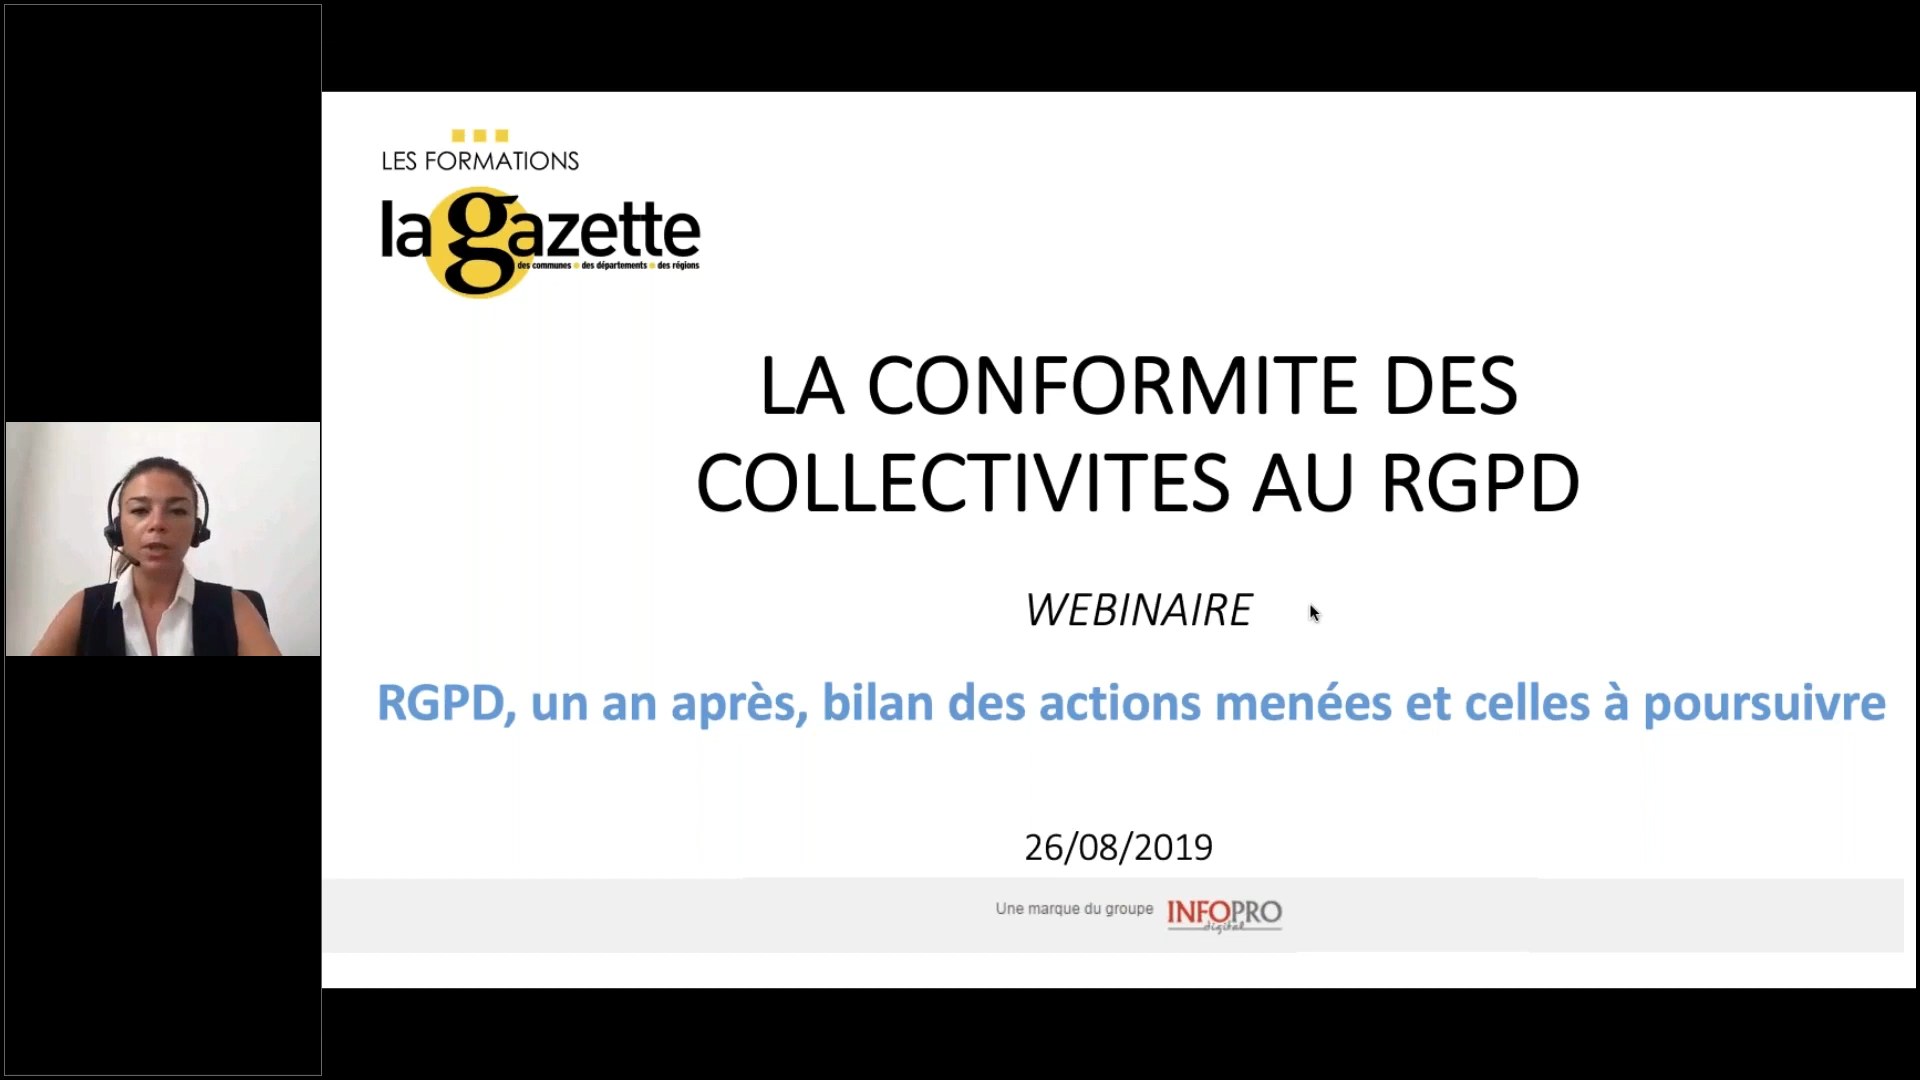 LES FORMATIONS
la gazette
des communes • des départements • des régions
LA CONFORMITE DES
COLLECTIVITES AU RGPD
WEBINAIRE
RGPD, un an après, bilan des actions menées et celles à poursuivre
26/08/2019
Une marque du groupe INFOPRO
digital